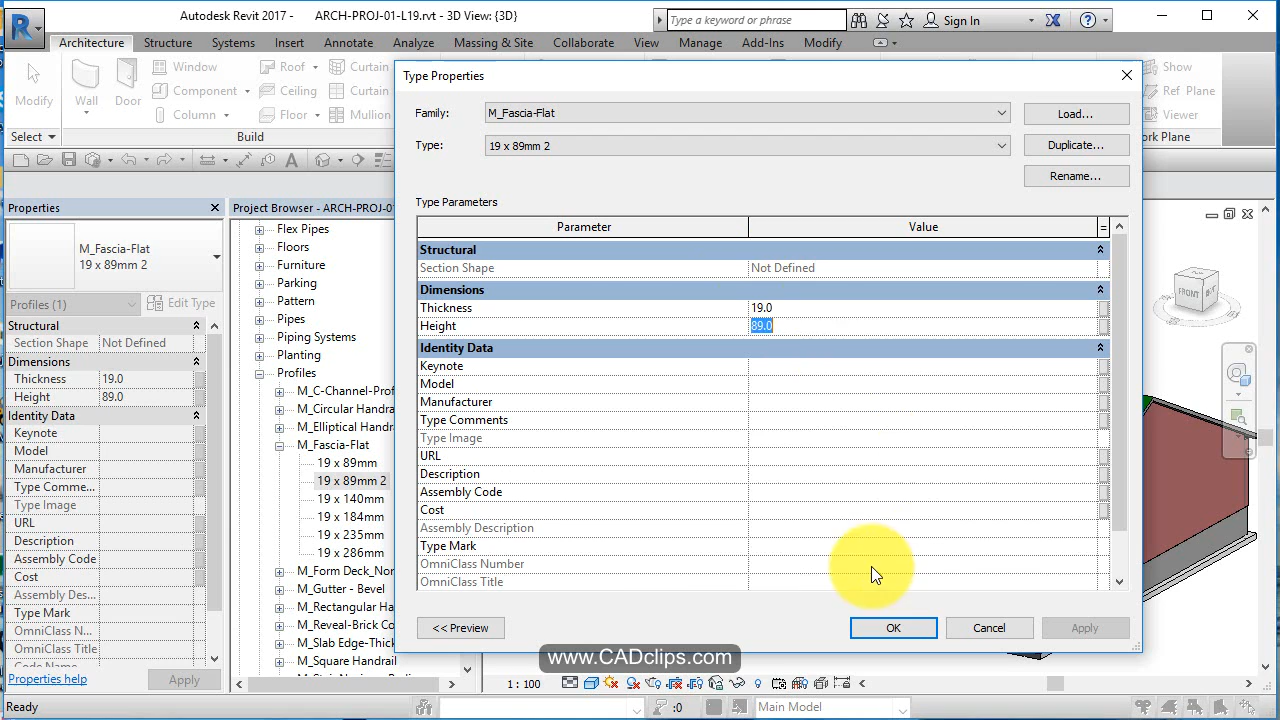 Autodesk Revit 2017 - ARCH-PROJ-01-L19.rvt - 3D View: {3D}
Type a keyword or phrase
Sign In
Architecture Structure Systems Insert Annotate Analyze Massing & Site Collaborate View Manage Add-Ins Modify
Modify
Wall
Door
Window
Component
Column
Roof
Ceiling
Floor
Curtain
Curtain
Mullion
Show
Ref Plane
Viewer
Select
Build
Properties
M_Fascia-Flat
19 x 89mm 2
Profiles (1)
Edit Type
Structural
Section Shape Not Defined
Dimensions
Thickness 19.0
Height 89.0
Identity Data
Keynote
Model
Manufacturer
Type Comme...
Type Image
URL
Description
Assembly Code
Cost
Assembly Des...
Type Mark
OmniClass N...
OmniClass Title
Code Name
Properties help
Apply
Project Browser - ARCH-PROJ-01
Flex Pipes
Floors
Furniture
Parking
Pattern
Pipes
Piping Systems
Planting
Profiles
M_C-Channel-Prof
M_Circular Handra
M_Elliptical Handra
M_Fascia-Flat
19 x 89mm
19 x 89mm 2
19 x 140mm
19 x 184mm
19 x 235mm
19 x 286mm
M_Form Deck_Non
M_Gutter - Bevel
M_Rectangular Ha
M_Reveal-Brick Co
M_Slab Edge-Thick
M_Square Handrail
Type Properties
Family: M_Fascia-Flat Load...
Type: 19 x 89mm 2 Duplicate...
Rename...
Type Parameters
Parameter Value =
Structural
Section Shape Not Defined
Dimensions
Thickness 19.0
Height 89.0
Identity Data
Keynote
Model
Manufacturer
Type Comments
Type Image
URL
Description
Assembly Code
Cost
Assembly Description
Type Mark
OmniClass Number
OmniClass Title
<< Preview OK Cancel Apply
FRONT
www.CADclips.com
1 : 100
Ready
:0
Main Model